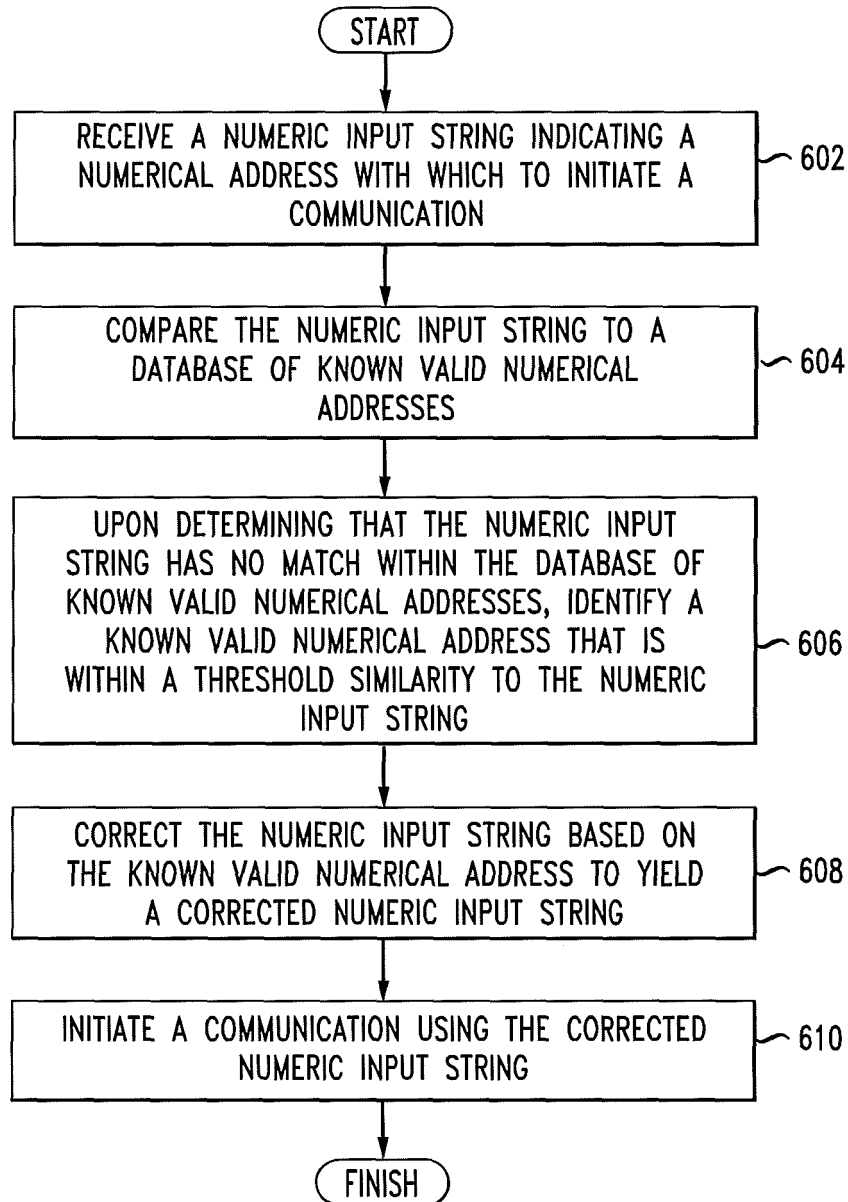 START
RECEIVE A NUMERIC INPUT STRING INDICATING A
NUMERICAL ADDRESS WITH WHICH TO INITIATE A
COMMUNICATION
602
COMPARE THE NUMERIC INPUT STRING TO A
DATABASE OF KNOWN VALID NUMERICAL
ADDRESSES
604
UPON DETERMINING THAT THE NUMERIC INPUT
STRING HAS NO MATCH WITHIN THE DATABASE OF
KNOWN VALID NUMERICAL ADDRESSES, IDENTIFY A
KNOWN VALID NUMERICAL ADDRESS THAT IS
WITHIN A THRESHOLD SIMILARITY TO THE NUMERIC
INPUT STRING
606
CORRECT THE NUMERIC INPUT STRING BASED ON
THE KNOWN VALID NUMERICAL ADDRESS TO YIELD
A CORRECTED NUMERIC INPUT STRING
608
INITIATE A COMMUNICATION USING THE CORRECTED
NUMERIC INPUT STRING
610
FINISH